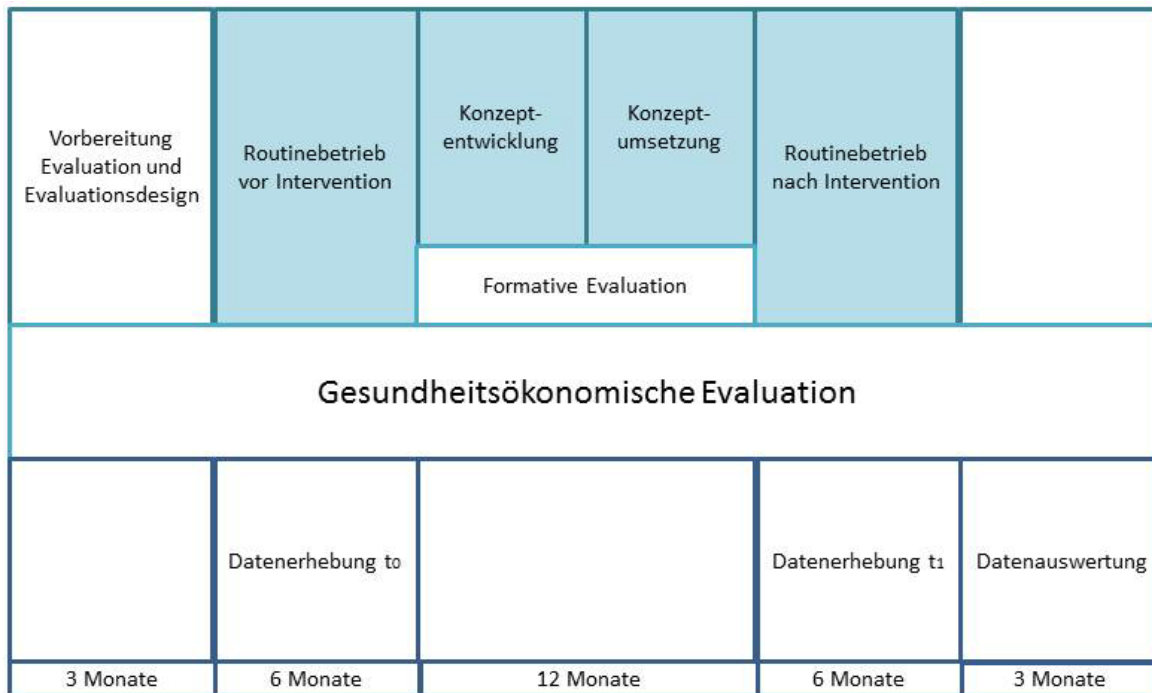 Vorbereitung
Evaluation und
Evaluationsdesign
Routinebetrieb
vor Intervention
Konzept-
entwicklung
Konzept-
umsetzung
Routinebetrieb
nach Intervention
Formative Evaluation
Gesundheitsökonomische Evaluation
Datenerhebung t0
Datenerhebung t1
Datenauswertung
3 Monate
6 Monate
12 Monate
6 Monate
3 Monate